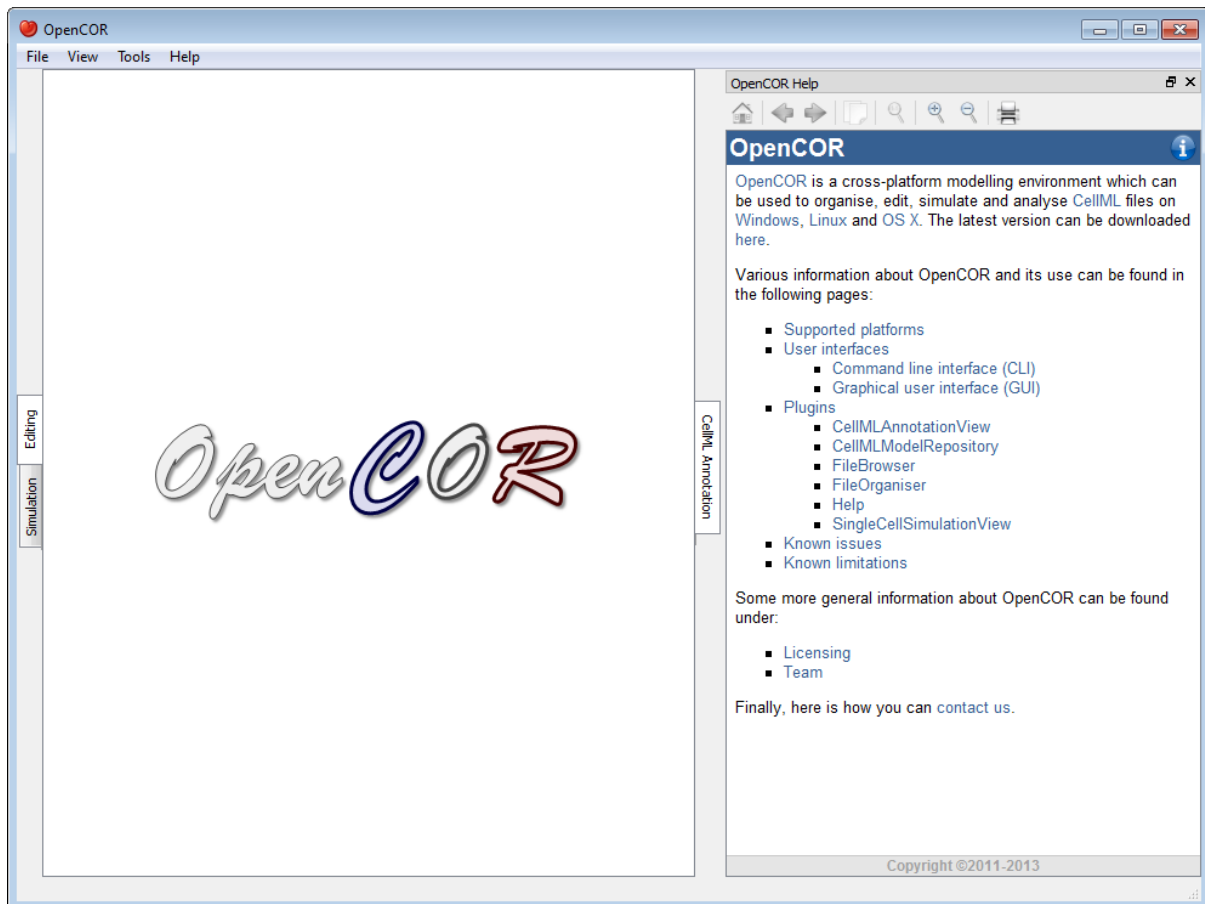 OpenCOR
File View Tools Help
Editing
Simulation
OpenCOR
CellML Annotation
OpenCOR Help
OpenCOR
OpenCOR is a cross-platform modelling environment which can
be used to organise, edit, simulate and analyse CellML files on
Windows, Linux and OS X. The latest version can be downloaded
here.
Various information about OpenCOR and its use can be found in
the following pages:
Supported platforms
User interfaces
Command line interface (CLI)
Graphical user interface (GUI)
Plugins
CellMLAnnotationView
CellMLModelRepository
FileBrowser
FileOrganiser
Help
SingleCellSimulationView
Known issues
Known limitations
Some more general information about OpenCOR can be found
under:
Licensing
Team
Finally, here is how you can contact us.
Copyright ©2011-2013